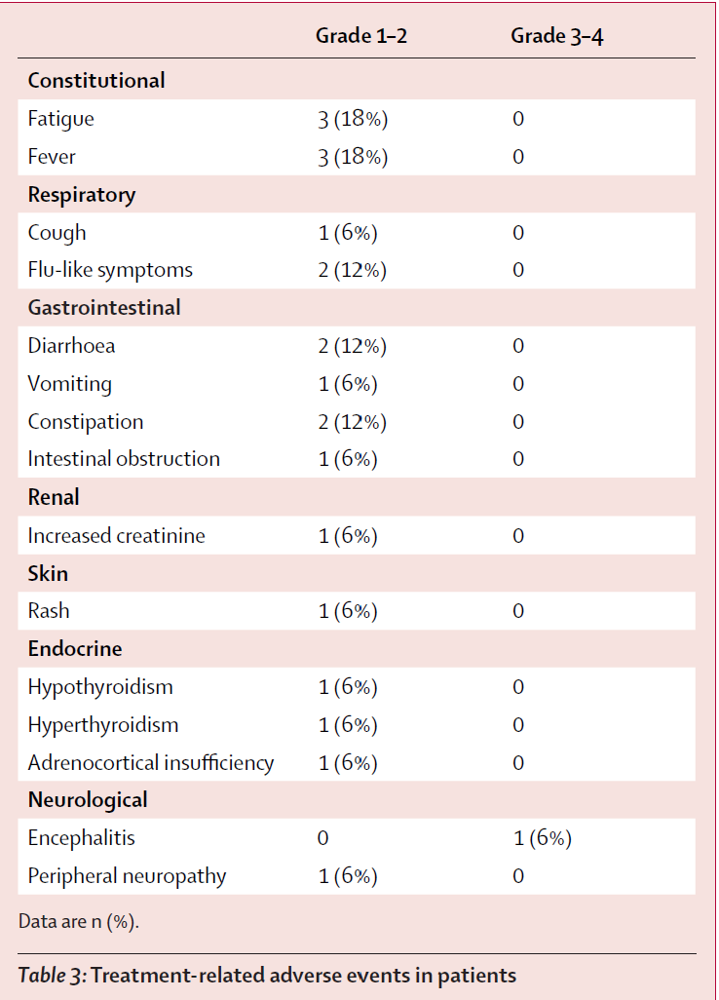 Grade 1–2 Grade 3–4
Constitutional
Fatigue 3 (18%) 0
Fever 3 (18%) 0
Respiratory
Cough 1 (6%) 0
Flu-like symptoms 2 (12%) 0
Gastrointestinal
Diarrhoea 2 (12%) 0
Vomiting 1 (6%) 0
Constipation 2 (12%) 0
Intestinal obstruction 1 (6%) 0
Renal
Increased creatinine 1 (6%) 0
Skin
Rash 1 (6%) 0
Endocrine
Hypothyroidism 1 (6%) 0
Hyperthyroidism 1 (6%) 0
Adrenocortical insufficiency 1 (6%) 0
Neurological
Encephalitis 0 1 (6%)
Peripheral neuropathy 1 (6%) 0
Data are n (%).
Table 3: Treatment-related adverse events in patients